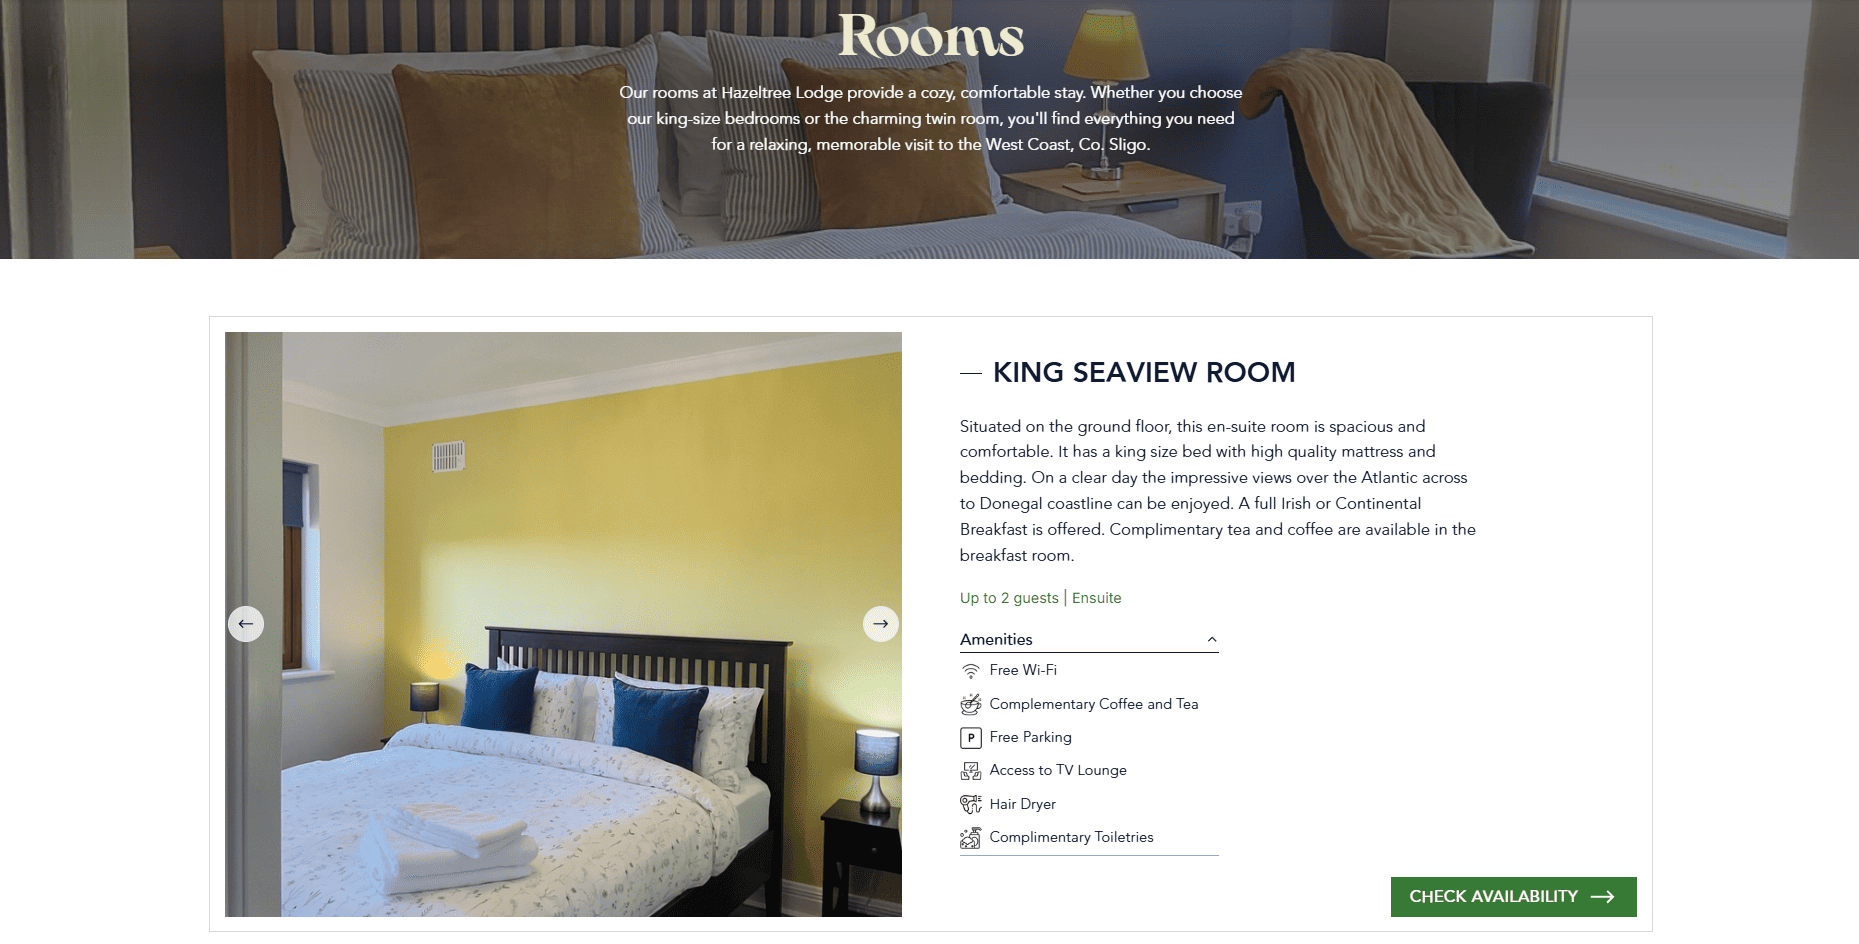 Rooms
Our rooms at Hazeltree Lodge provide a cozy, comfortable stay. Whether you choose
our king-size bedrooms or the charming twin room, you'll find everything you need
for a relaxing, memorable visit to the West Coast, Co. Sligo.
KING SEAVIEW ROOM
Situated on the ground floor, this en-suite room is spacious and
comfortable. It has a king size bed with high quality mattress and
bedding. On a clear day the impressive views over the Atlantic across
to Donegal coastline can be enjoyed. A full Irish or Continental
Breakfast is offered. Complimentary tea and coffee are available in the
breakfast room.
Up to 2 guests | Ensuite
Amenities
Free Wi-Fi
Complementary Coffee and Tea
P Free Parking
Access to TV Lounge
Hair Dryer
Complimentary Toiletries
CHECK AVAILABILITY